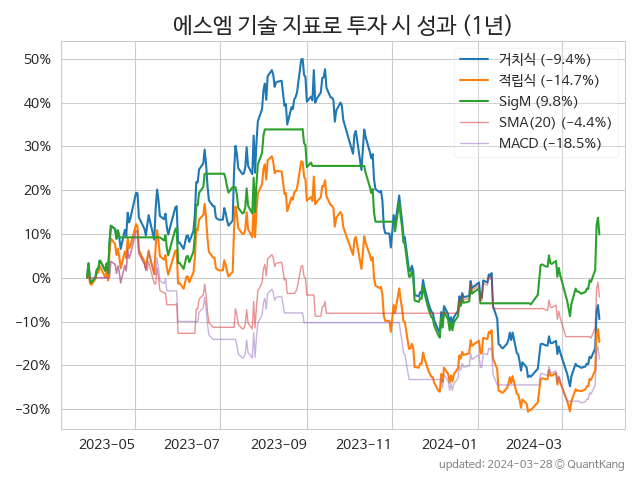 에스엠 기술 지표로 투자 시 성과 (1년)
거치식 (−9.4%)
적립식 (−14.7%)
SigM (9.8%)
SMA(20) (−4.4%)
MACD (−18.5%)
50%
40%
30%
20%
10%
0%
−10%
−20%
−30%
2023-05 2023-07 2023-09 2023-11 2024-01 2024-03
updated: 2024-03-28 © QuantKang